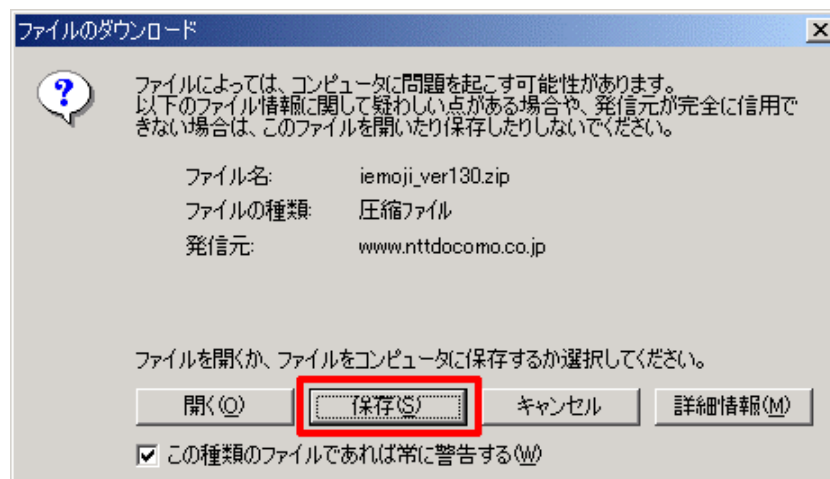 ファイルのダウンロード
ファイルによっては、コンピュータに問題を起こす可能性があります。
以下のファイル情報に関して疑わしい点がある場合や、発信元が完全に信用で
きない場合は、このファイルを開いたり保存したりしないでください。
ファイル名: iemoji_ver130.zip
ファイルの種類: 圧縮ファイル
発信元: www.nttdocomo.co.jp
ファイルを開くか、ファイルをコンピュータに保存するか選択してください。
開く(O) 保存(S) キャンセル 詳細情報(M)
この種類のファイルであれば常に警告する(W)